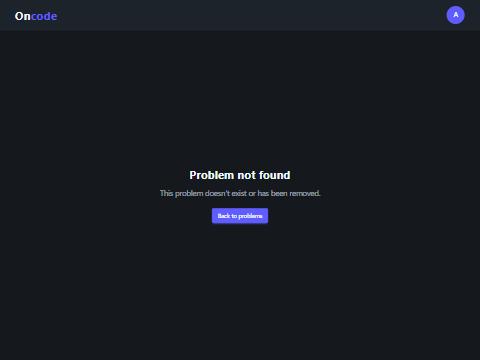 Oncode
A
Problem not found
This problem doesn't exist or has been removed.
Back to problems